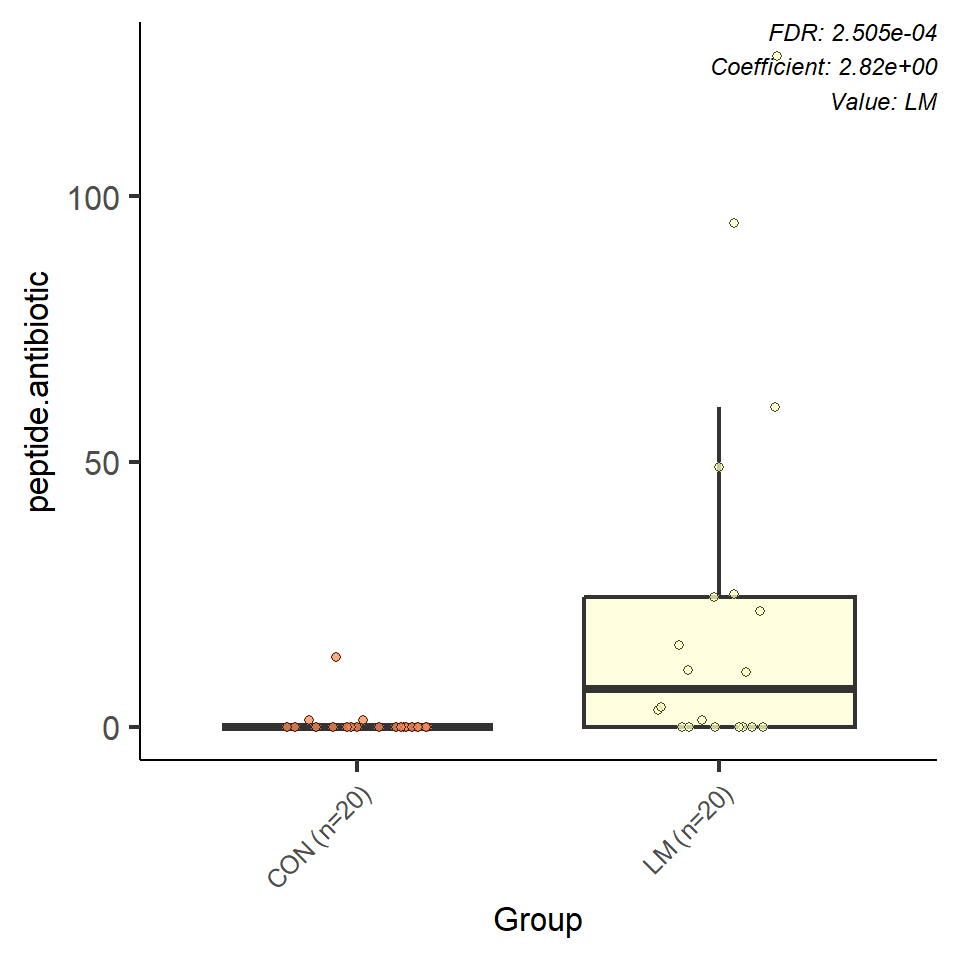 FDR: 2.505e-04
Coefficient: 2.82e+00
Value: LM
peptide.antibiotic
100
50
0
CON (n=20)
LM (n=20)
Group